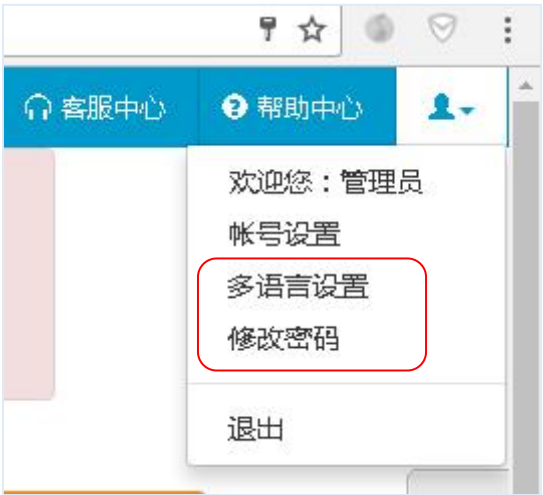 客服中心 帮助中心
欢迎您：管理员
帐号设置
多语言设置
修改密码
退出